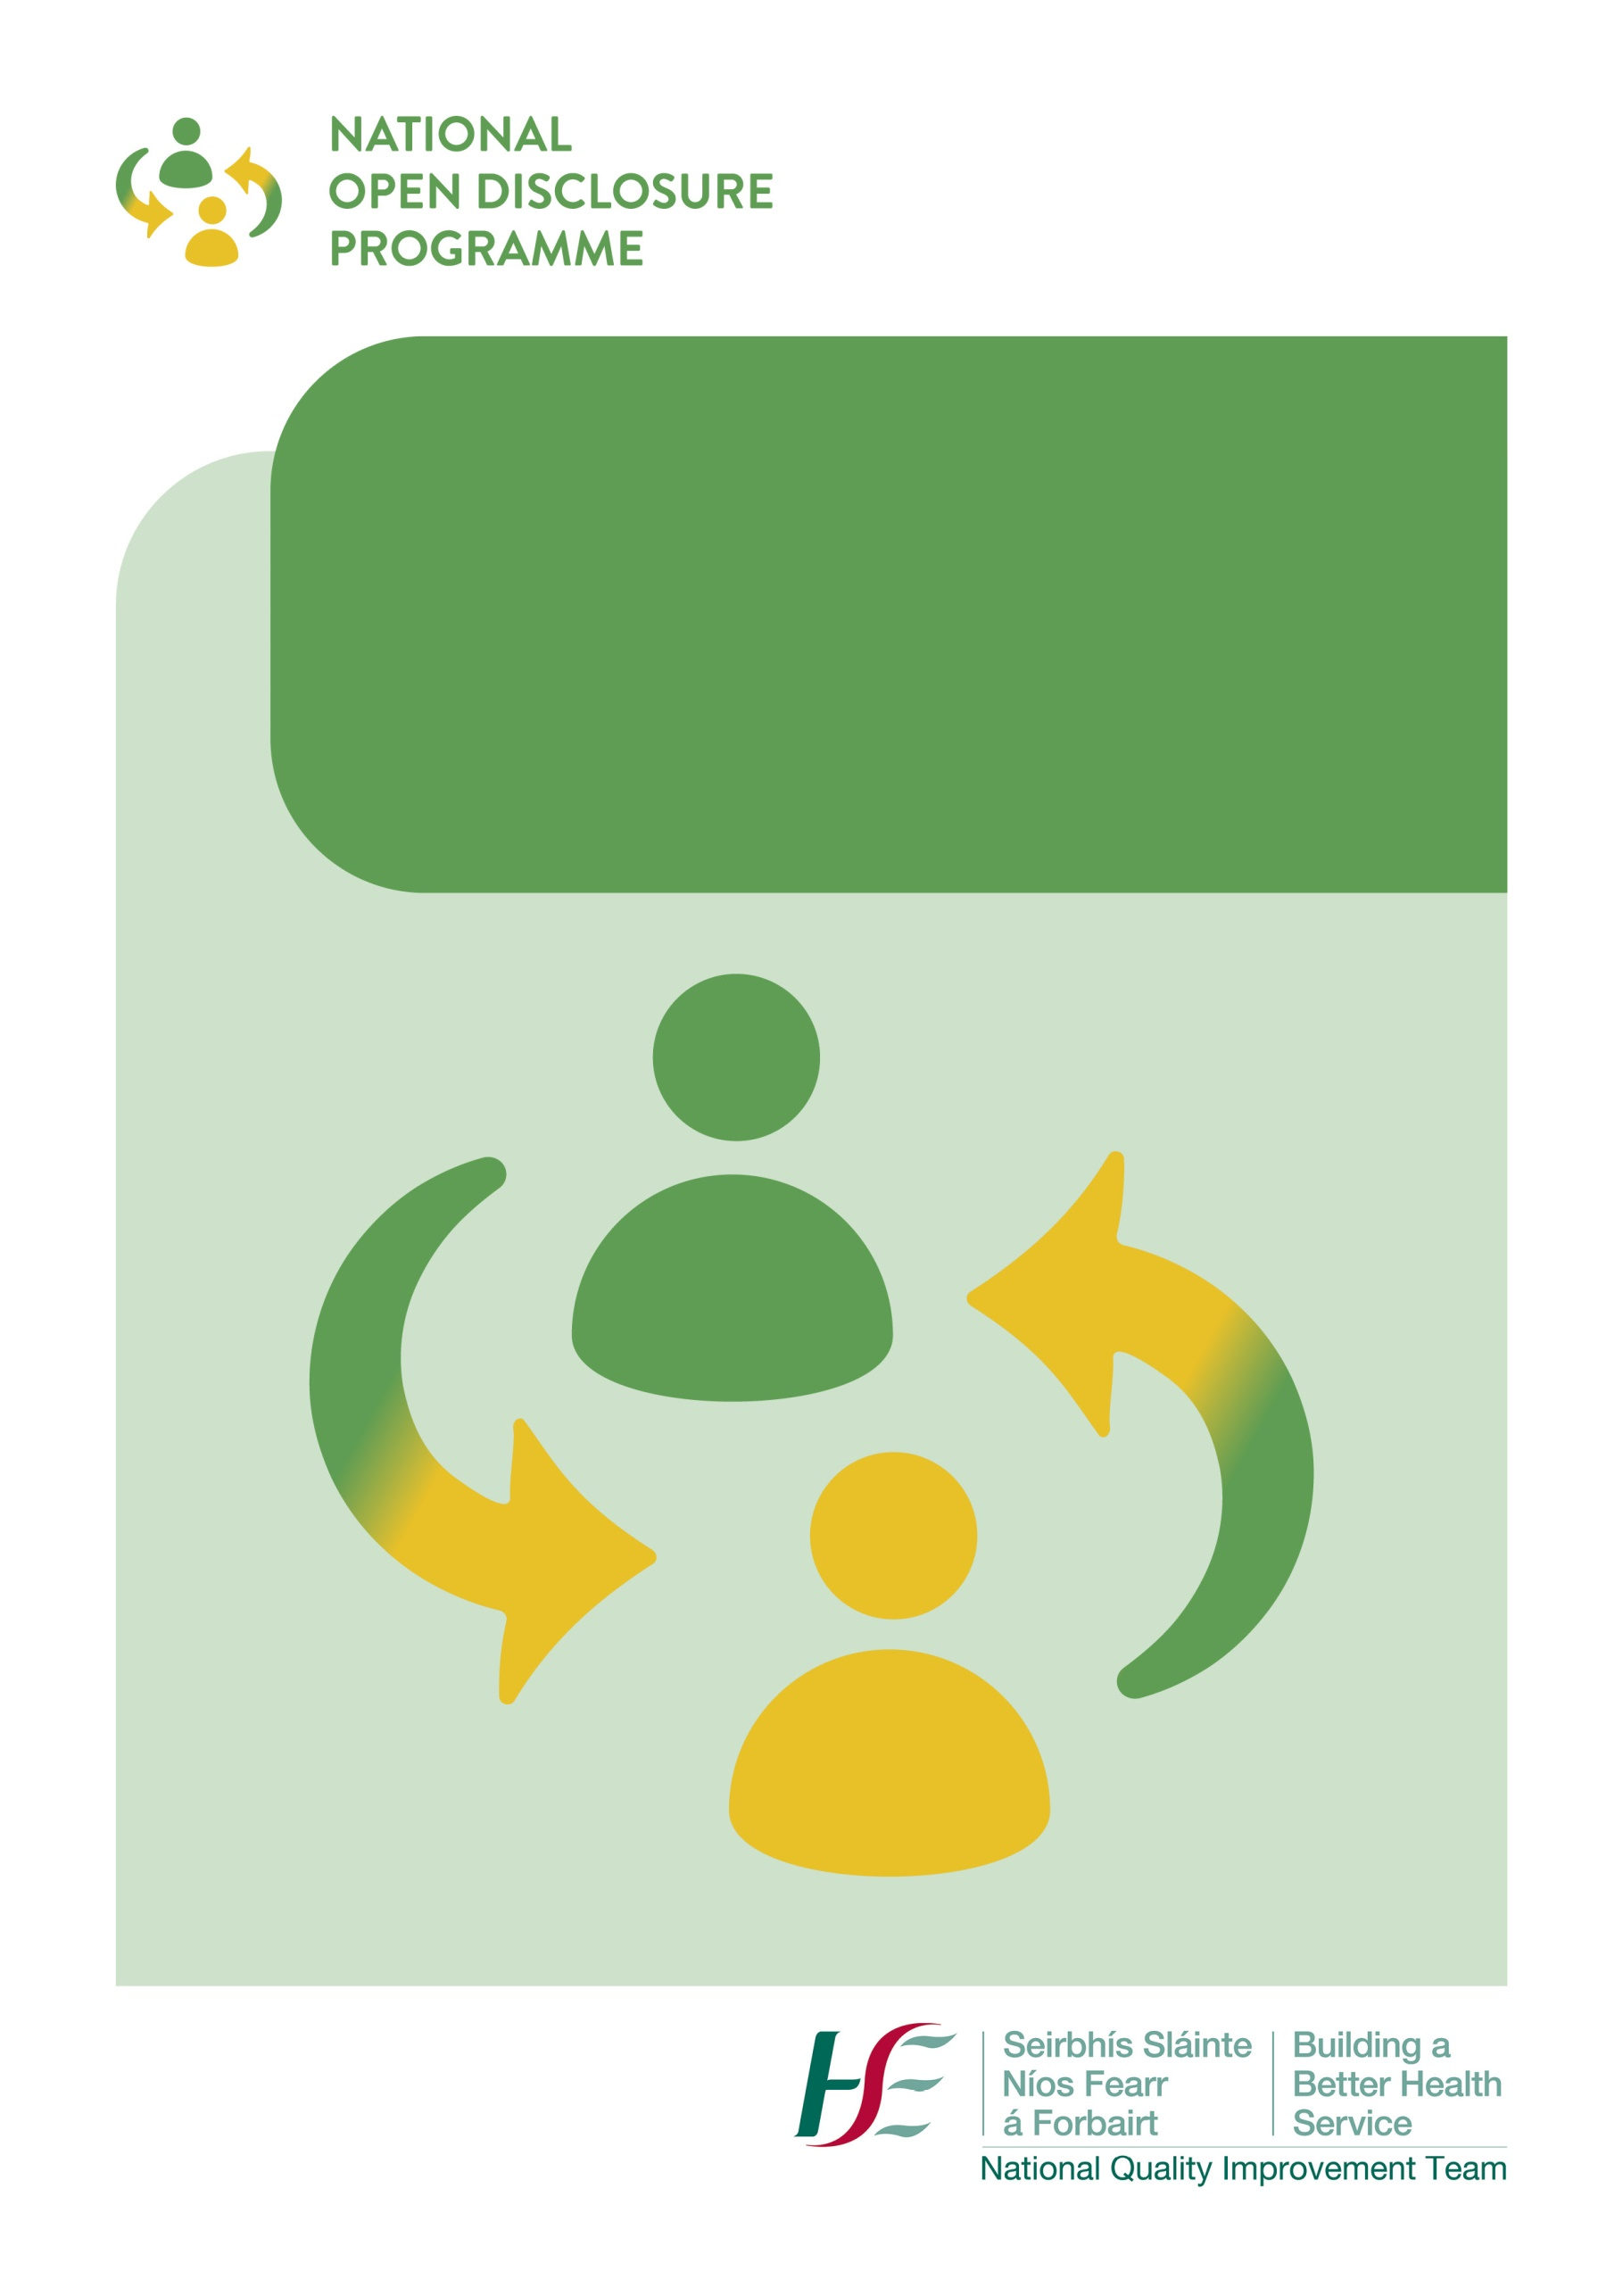 NATIONAL
OPEN DISCLOSURE
PROGRAMME
Seirbhís Sláinte
Níos Fearr
á Forbairt
Building a
Better Health
Service
National Quality Improvement Team